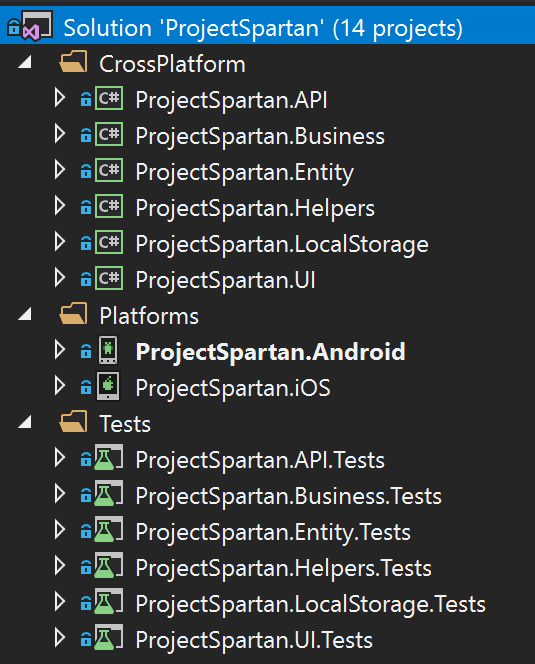 Solution 'ProjectSpartan' (14 projects)
CrossPlatform
C# ProjectSpartan.API
C# ProjectSpartan.Business
C# ProjectSpartan.Entity
C# ProjectSpartan.Helpers
C# ProjectSpartan.LocalStorage
C# ProjectSpartan.UI
Platforms
ProjectSpartan.Android
ProjectSpartan.iOS
Tests
ProjectSpartan.API.Tests
ProjectSpartan.Business.Tests
ProjectSpartan.Entity.Tests
ProjectSpartan.Helpers.Tests
ProjectSpartan.LocalStorage.Tests
ProjectSpartan.UI.Tests